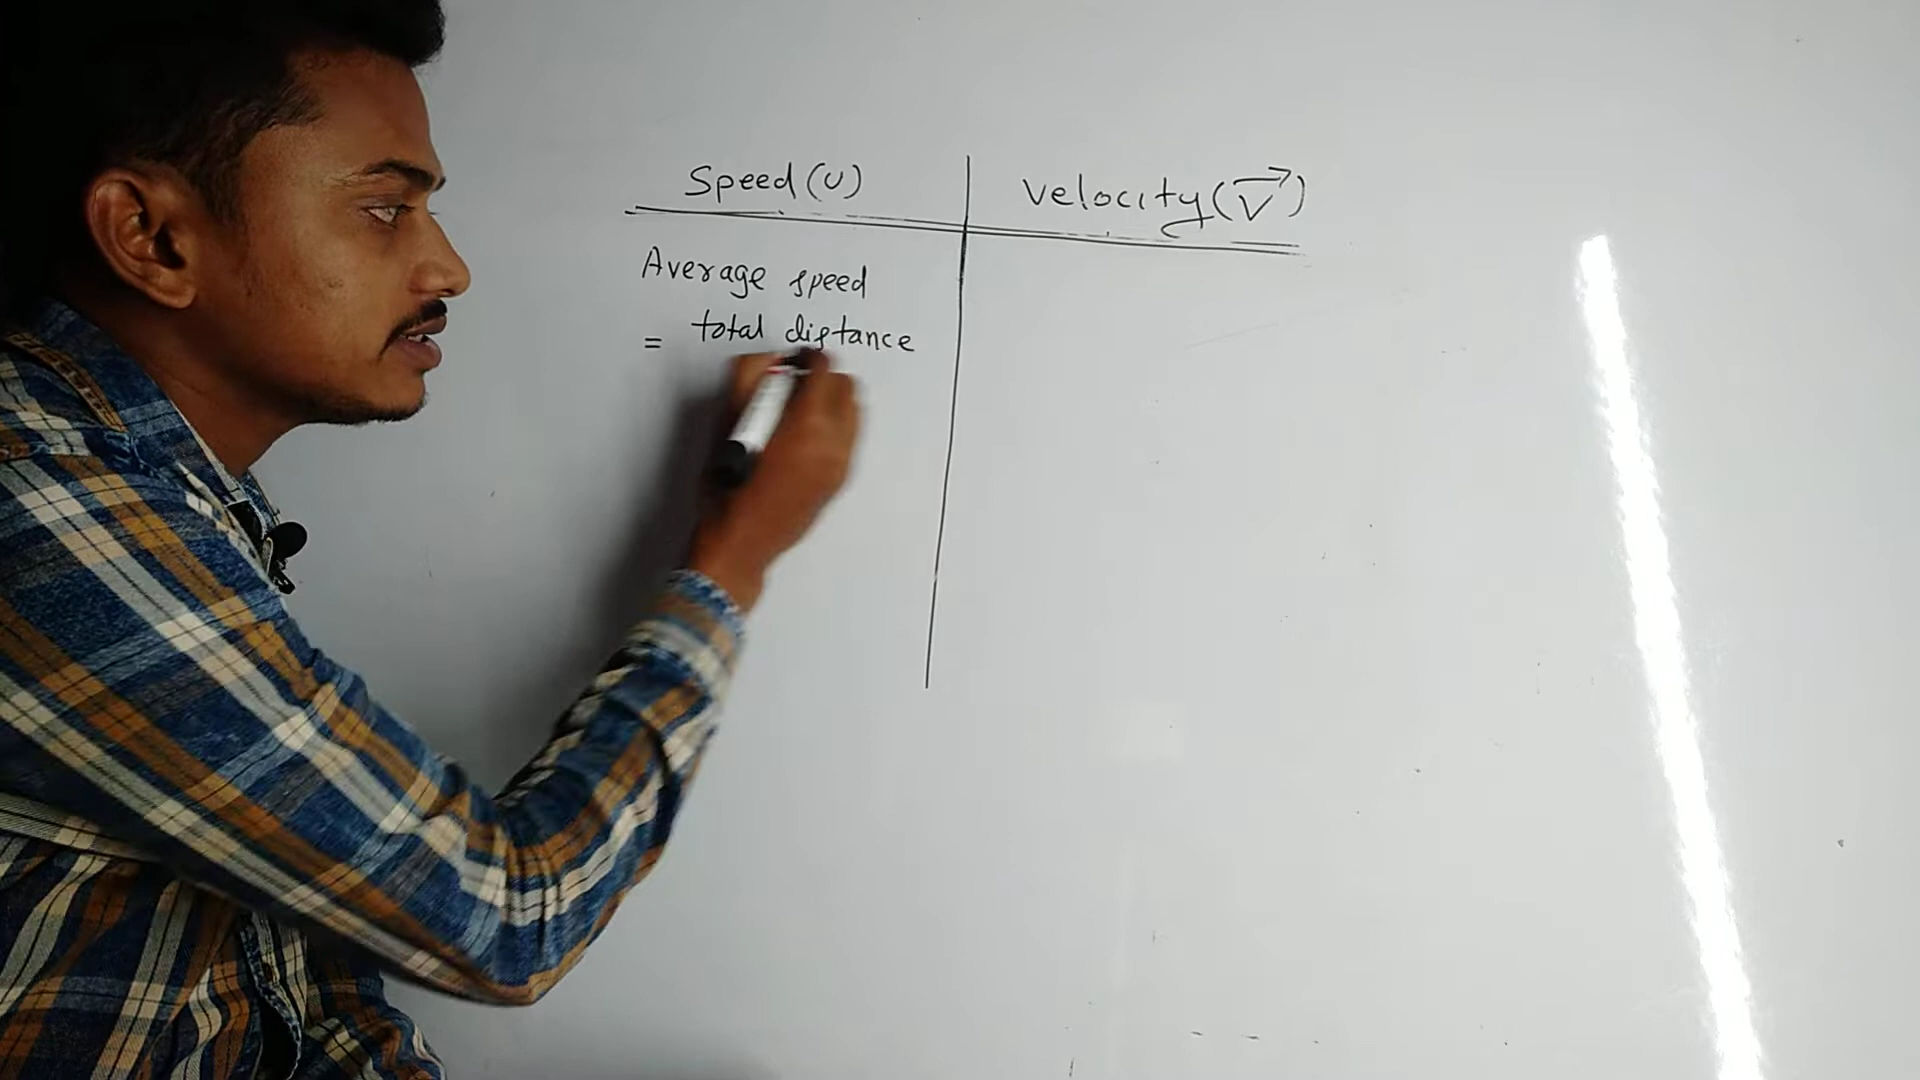 Speed (v)
Velocity (V⃗)
Average speed
= total distance